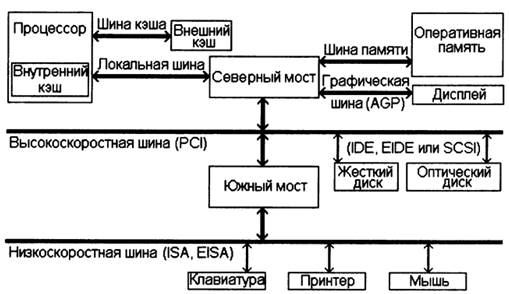 Процессор
Шина кэша
Внешний
кэш
Шина памяти
Оперативная
память
Внутренний
кэш
Локальная шина
Северный мост
Графическая
шина (AGP)
Дисплей
Высокоскоростная шина (PCI)
(IDE, EIDE или SCSI)
Жесткий
диск
Оптический
диск
Южный мост
Низкоскоростная шина (ISA, EISA)
Клавиатура
Принтер
Мышь